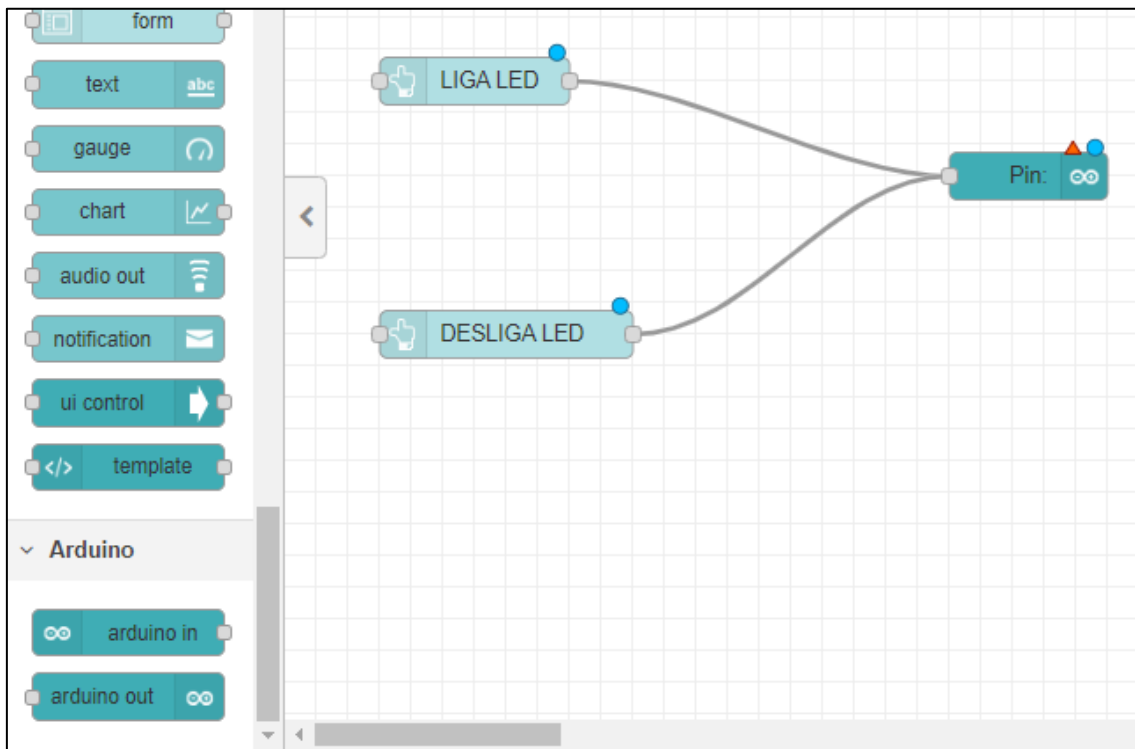 form
text
abc
gauge
chart
audio out
notification
ui control
</> template
Arduino
arduino in
arduino out
LIGA LED
DESLIGA LED
Pin: